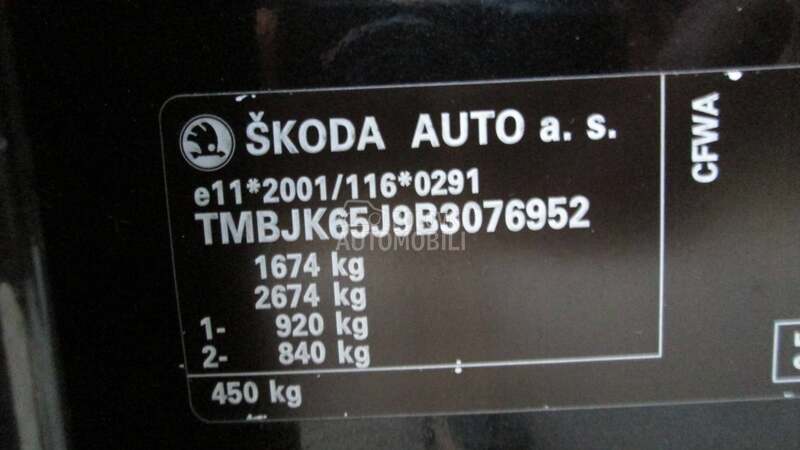 ŠKODA AUTO a. s.
e11*2001/116*0291
TMBJK65J9B3076952
AUTOMOBILI
1674 kg
2674 kg
1- 920 kg
2- 840 kg
450 kg
CFWA